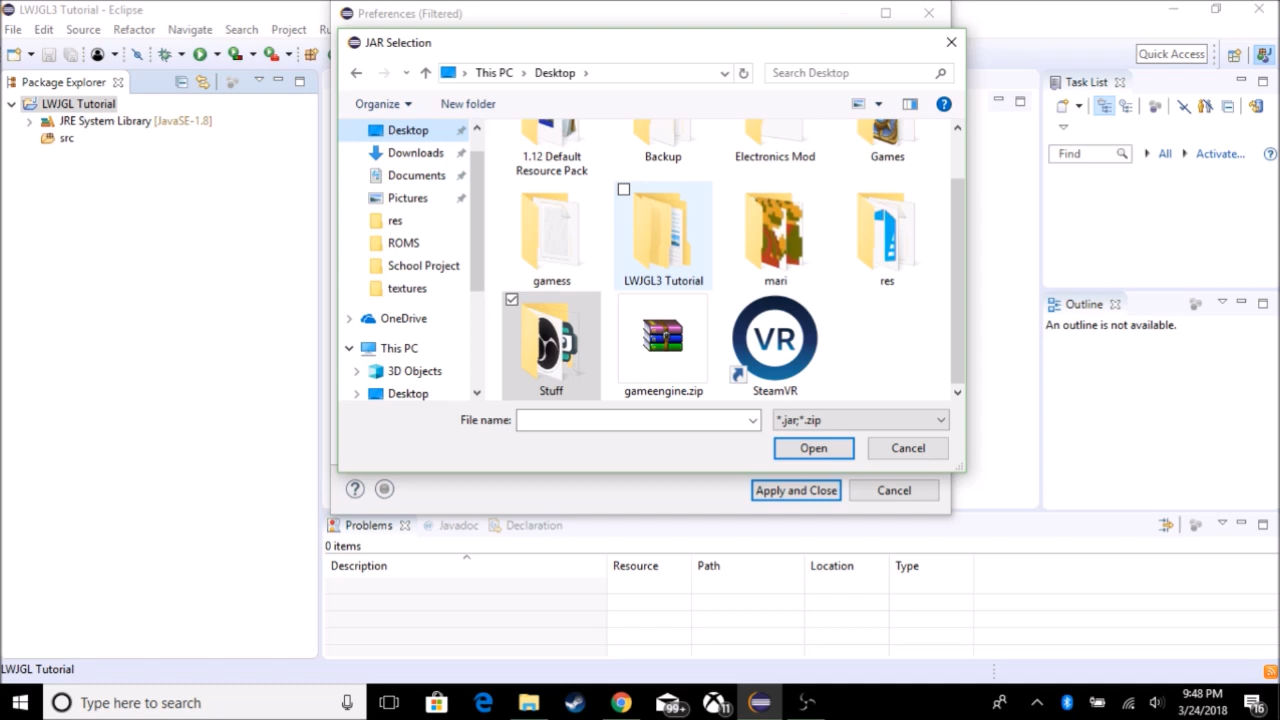 LWJGL3 Tutorial - Eclipse
Preferences (Filtered)
File Edit Source Refactor Navigate Search Project Ru
JAR Selection
This PC Desktop
Search Desktop
Organize New folder
Quick Access
Package Explorer
LWJGL Tutorial
JRE System Library [JavaSE-1.8]
src
Desktop
Downloads
Documents
Pictures
res
ROMS
School Project
textures
OneDrive
This PC
3D Objects
Desktop
1.12 Default
Resource Pack
Backup
Electronics Mod
Games
gamess
LWJGL3 Tutorial
mari
res
Stuff
gameengine.zip
VR
SteamVR
File name:
*.jar;*.zip
Open Cancel
Apply and Close Cancel
Task List
Find All Activate...
Outline
An outline is not available.
Problems Javadoc Declaration
0 items
Description Resource Path Location Type
LWJGL Tutorial
Type here to search
99+
11
9:48 PM
3/24/2018
16